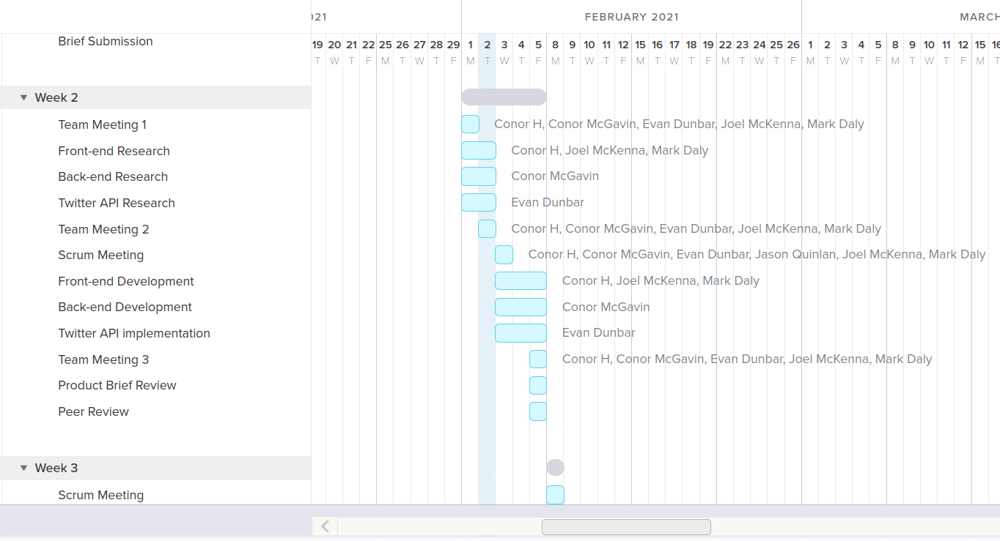 021 FEBRUARY 2021 MARCH
Brief Submission
19 20 21 22 25 26 27 28 29 1 2 3 4 5 8 9 10 11 12 15 16 17 18 19 22 23 24 25 26 1 2 3 4 5 8 9 10 11 12 15 16
T W T F M T W T F M T W T F M T W T F M T W T F M T W T F M T W T F M T W T F M T
Week 2
Team Meeting 1 Conor H, Conor McGavin, Evan Dunbar, Joel McKenna, Mark Daly
Front-end Research Conor H, Joel McKenna, Mark Daly
Back-end Research Conor McGavin
Twitter API Research Evan Dunbar
Team Meeting 2 Conor H, Conor McGavin, Evan Dunbar, Joel McKenna, Mark Daly
Scrum Meeting Conor H, Conor McGavin, Evan Dunbar, Jason Quinlan, Joel McKenna, Mark Daly
Front-end Development Conor H, Joel McKenna, Mark Daly
Back-end Development Conor McGavin
Twitter API implementation Evan Dunbar
Team Meeting 3 Conor H, Conor McGavin, Evan Dunbar, Joel McKenna, Mark Daly
Product Brief Review
Peer Review
Week 3
Scrum Meeting